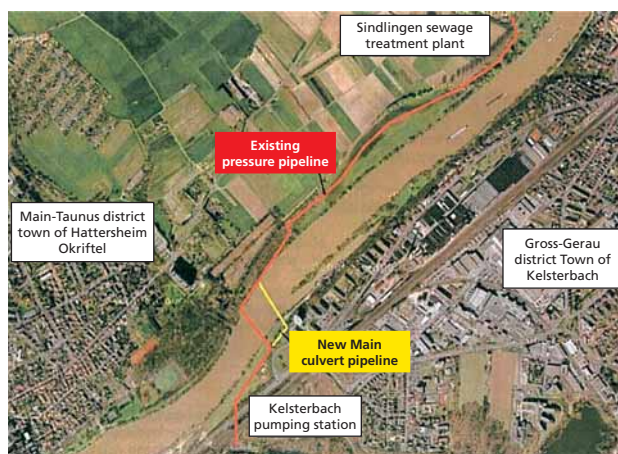 Sindlingen sewage
treatment plant
Existing
pressure pipeline
Main-Taunus district
town of Hattersheim
Okriftel
Gross-Gerau
district Town of
Kelsterbach
New Main
culvert pipeline
Kelsterbach
pumping station